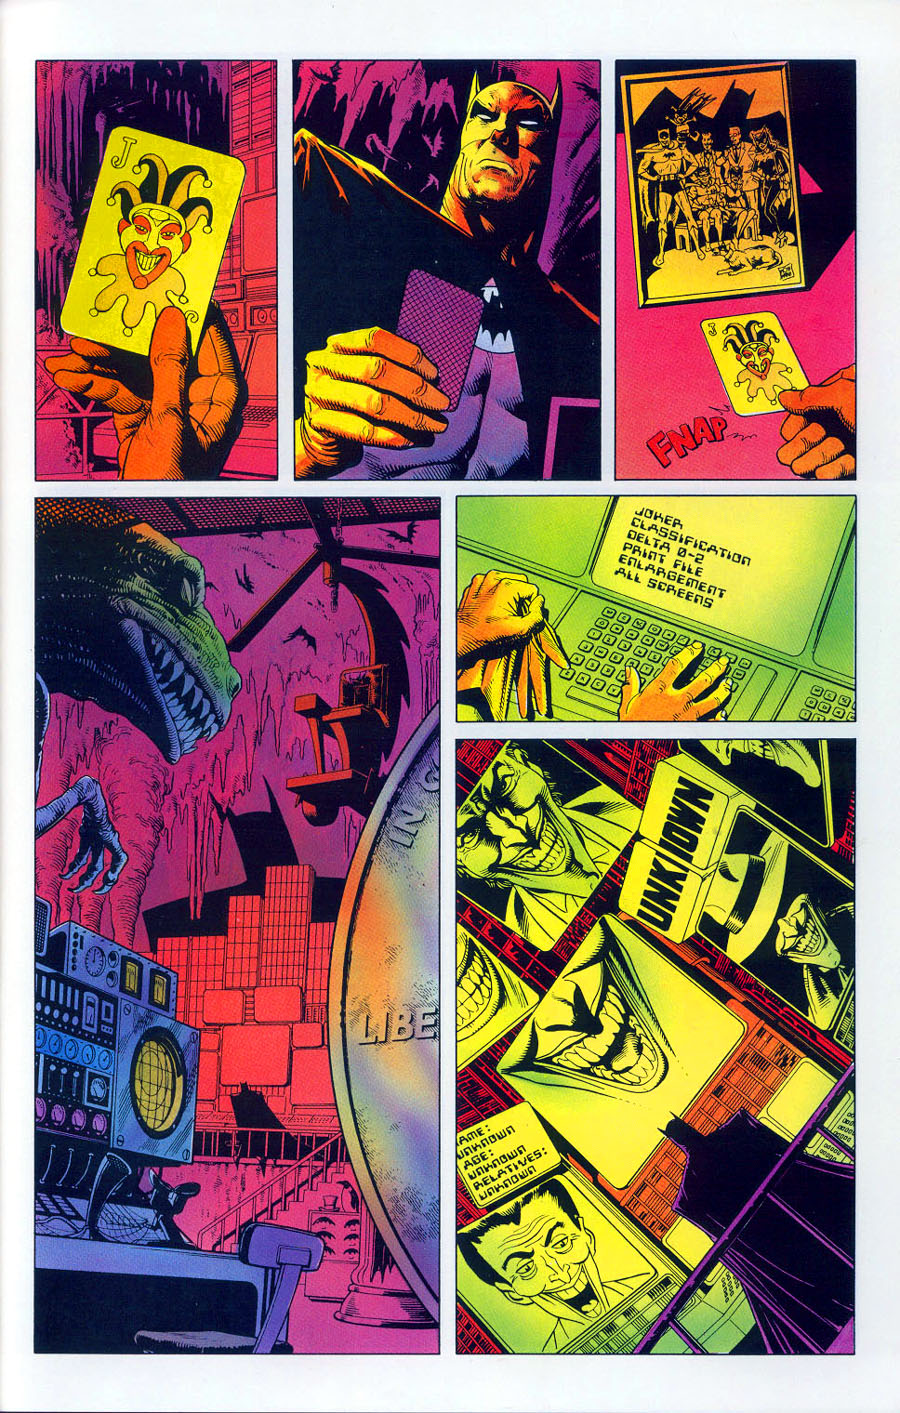 J
J
FNAP
IN G
LIBE
JOKER
CLASSIFICATION
DELTA 0-2
PRINT FILE
ENLARGEMENT
ALL SCREENS
UNKNOWN
AME:
UNKNOWN
AGE:
UNKNOWN
RELATIVES:
UNKNOWN